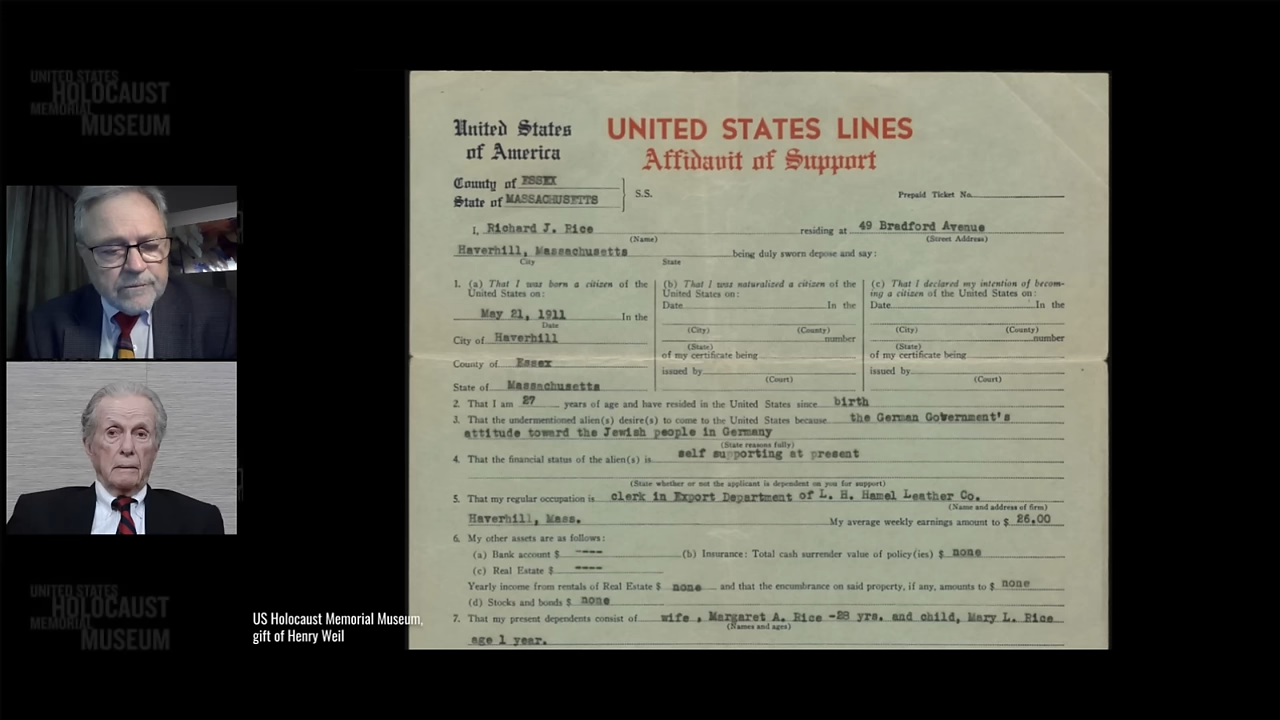 UNITED STATES
HOLOCAUST
MEMORIAL
MUSEUM
United States
of America
UNITED STATES LINES
Affidavit of Support
County of ESSEX
State of MASSACHUSETTS
S.S.
Prepaid Ticket No.
I, Richard J. Rice residing at 49 Bradford Avenue
(Name) (Street Address)
Haverhill, Massachusetts being duly sworn depose and say:
City State
1. (a) That I was born a citizen of the
United States on:
May 21, 1911 In the
Date
City of Haverhill
County of Essex
State of Massachusetts
(b) That I was naturalized a citizen of the
United States on:
Date In the
(City) (County)
number
(State)
of my certificate being
issued by
(Court)
(c) That I declared my intention of becom-
ing a citizen of the United States on:
Date In the
(City) (County)
number
(State)
of my certificate being
issued by
(Court)
2. That I am 27 years of age and have resided in the United States since birth
3. That the undermentioned alien(s) desire(s) to come to the United States because the German Government's
attitude toward the Jewish people in Germany
(State reasons fully)
4. That the financial status of the alien(s) is self supporting at present
(State whether or not the applicant is dependent on you for support)
5. That my regular occupation is clerk in Export Department of L. H. Hamel Leather Co.
(Name and address of firm)
Haverhill, Mass. My average weekly earnings amount to $ 26.00
6. My other assets are as follows:
(a) Bank account $ ---- (b) Insurance: Total cash surrender value of policy(ies) $ none
(c) Real Estate $ ----
Yearly income from rentals of Real Estate $ none and that the encumbrance on said property, if any, amounts to $ none
(d) Stocks and bonds $ none
7. That my present dependents consist of wife, Margaret A. Rice -28 yrs. and child, Mary L. Rice
(Names and ages)
age 1 year.
US Holocaust Memorial Museum,
gift of Henry Weil
UNITED STATES
HOLOCAUST
MEMORIAL
MUSEUM